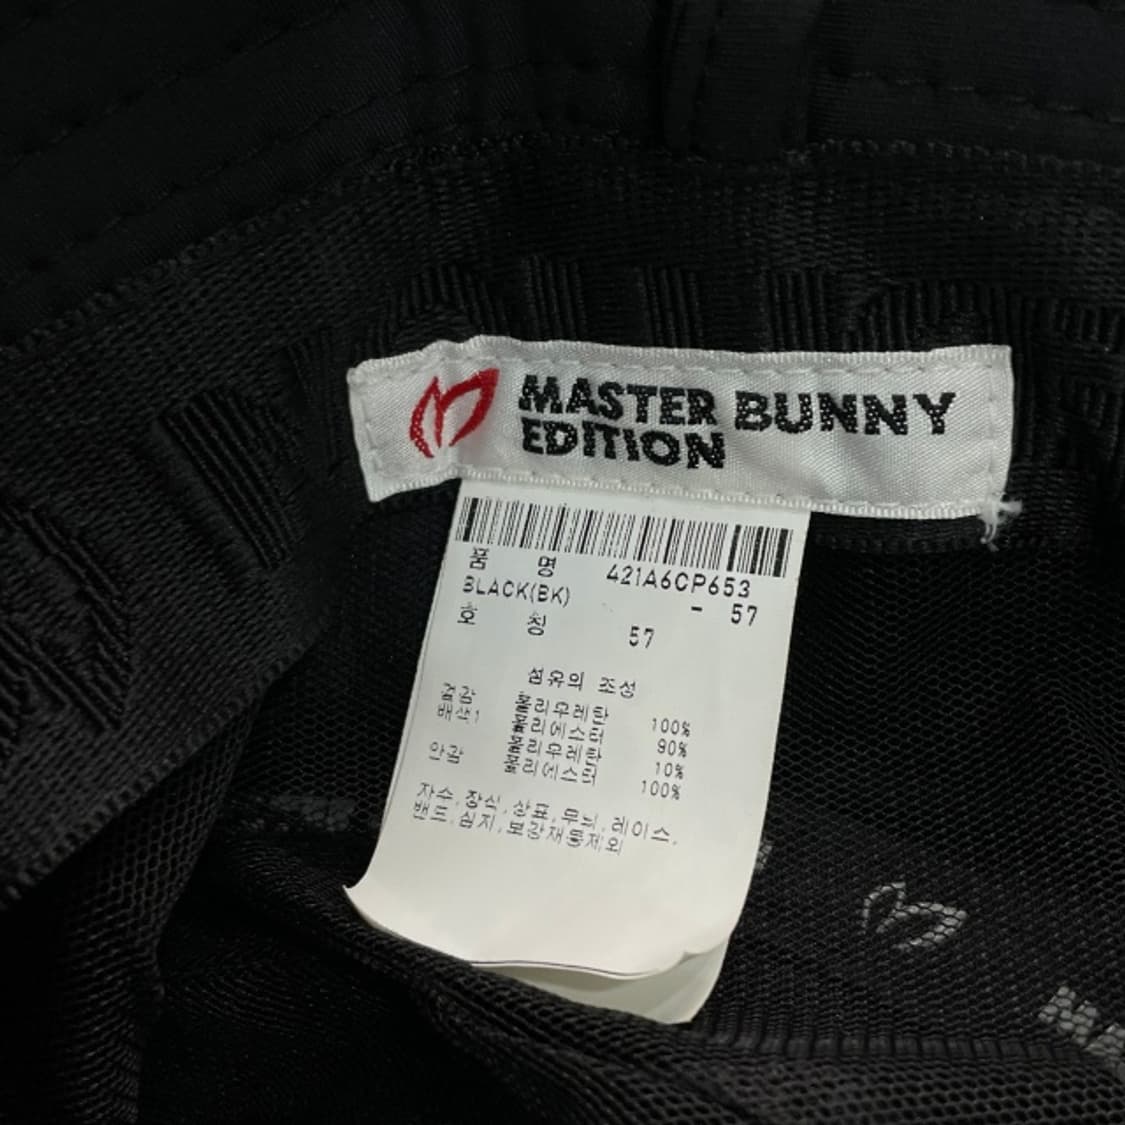 MASTER BUNNY
EDITION
품 명 421A6CP653
BLACK(BK) - 57
호 칭 57
섬유의 조성
겉감 폴리우레탄 100%
배색1 폴리에스터 90%
폴리우레탄 10%
안감 폴리에스터 100%
자수,장식,상표,무늬,레이스,
밴드,심지,보강재등제외